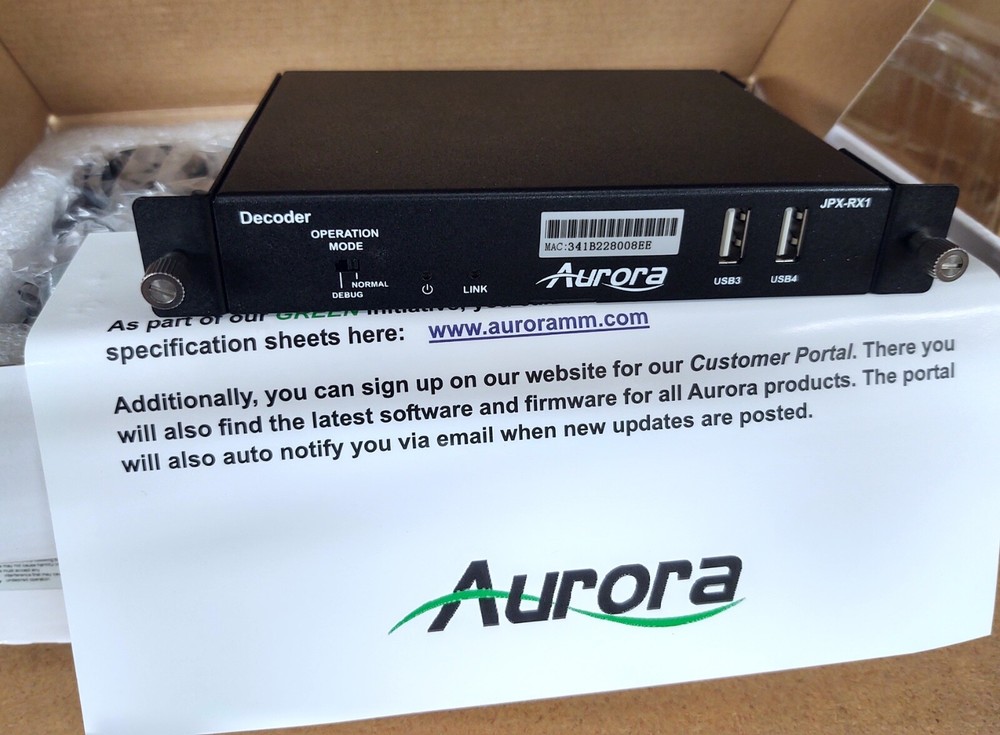 Decoder
JPX-RX1
OPERATION
MODE
NORMAL
DEBUG
LINK
MAC:341B228008EE
Aurora
USB3
USB4
As part of our GREEN initiative, you
specification sheets here: www.auroramm.com
Additionally, you can sign up on our website for our Customer Portal. There you
will also find the latest software and firmware for all Aurora products. The portal
will also auto notify you via email when new updates are posted.
Aurora